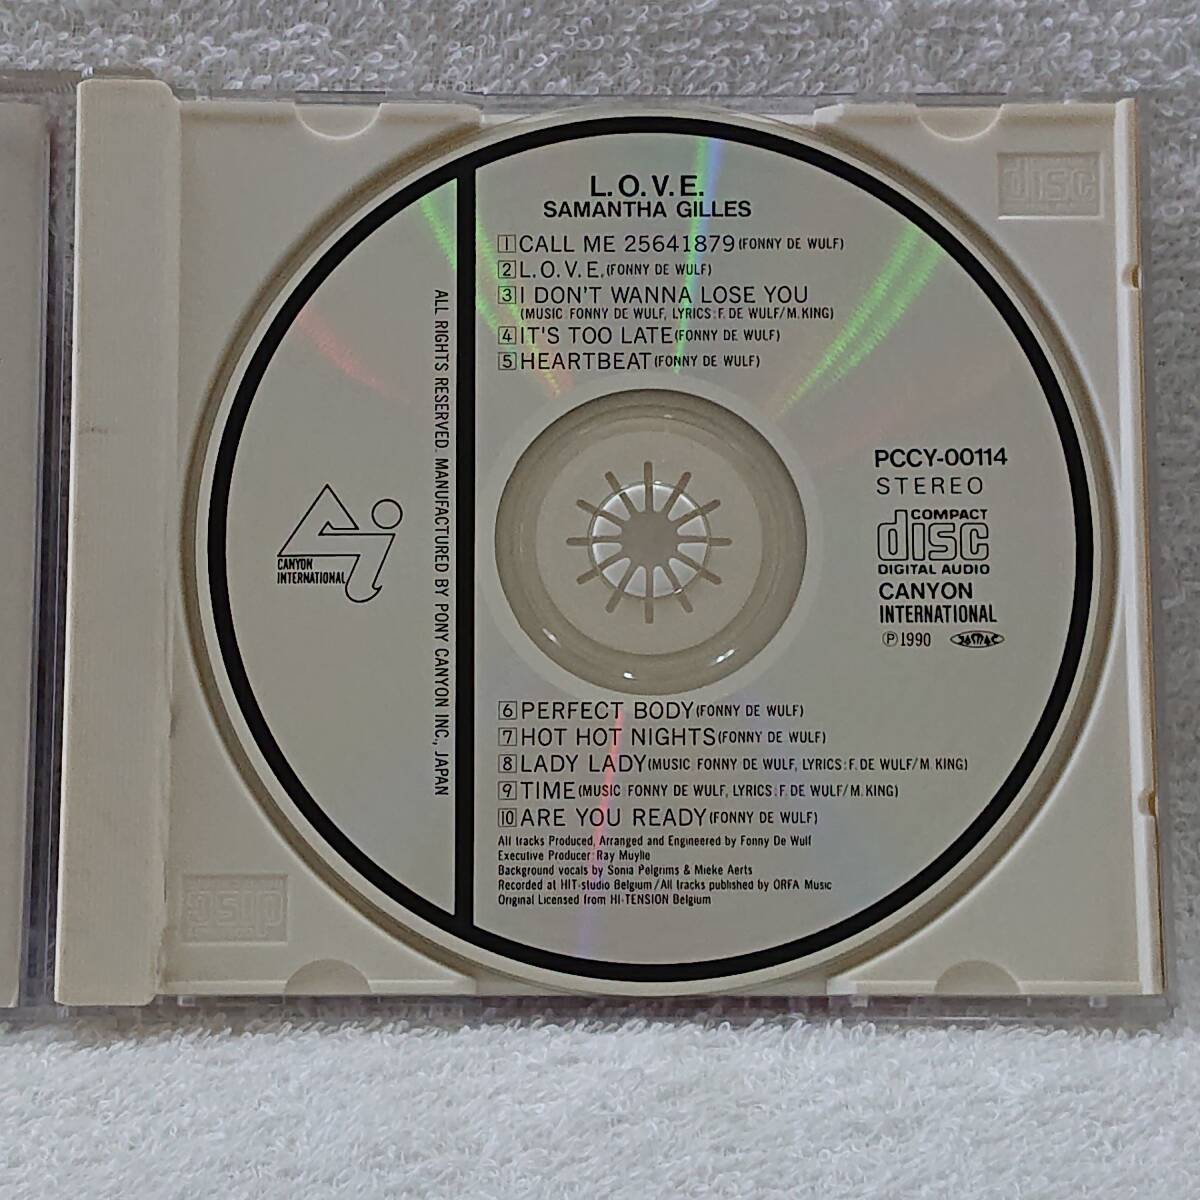 L.O.V.E.
SAMANTHA GILLES
1 CALL ME 25641879 (FONNY DE WULF)
2 L.O.V.E. (FONNY DE WULF)
3 I DON'T WANNA LOSE YOU
(MUSIC FONNY DE WULF, LYRICS: F. DE WULF/M. KING)
4 IT'S TOO LATE (FONNY DE WULF)
5 HEARTBEAT (FONNY DE WULF)
ALL RIGHTS RESERVED. MANUFACTURED BY PONY CANYON INC., JAPAN
CANYON
INTERNATIONAL
PCCY-00114
STEREO
COMPACT
disc
DIGITAL AUDIO
CANYON
INTERNATIONAL
Ⓟ1990 JASRAC
6 PERFECT BODY (FONNY DE WULF)
7 HOT HOT NIGHTS (FONNY DE WULF)
8 LADY LADY (MUSIC FONNY DE WULF, LYRICS: F. DE WULF/M. KING)
9 TIME (MUSIC FONNY DE WULF, LYRICS: F. DE WULF/M. KING)
10 ARE YOU READY (FONNY DE WULF)
All tracks Produced, Arranged and Engineered by Fonny De Wulf
Executive Producer: Ray Muylle
Background vocals by Sonia Pelgrims & Mieke Aerts
Recorded at HIT-studio Belgium/All tracks published by ORFA Music
Original Licensed from HI-TENSION Belgium
disc
disc